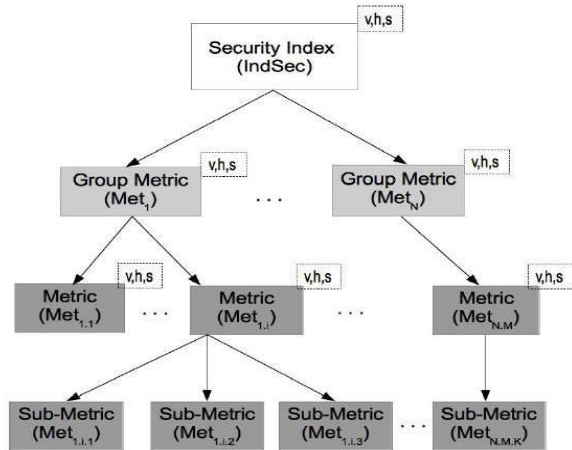 v,h,s
Security Index
(IndSec)
v,h,s
v,h,s
Group Metric
(Met1)
. . .
Group Metric
(MetN)
v,h,s
v,h,s
v,h,s
Metric
(Met1.1)
. . .
Metric
(Met1.i)
. . .
Metric
(MetN.M)
Sub-Metric
(Met1.i.1)
Sub-Metric
(Met1.i.2)
Sub-Metric
(Met1.i.3)
. . .
Sub-Metric
(MetN.M.K)